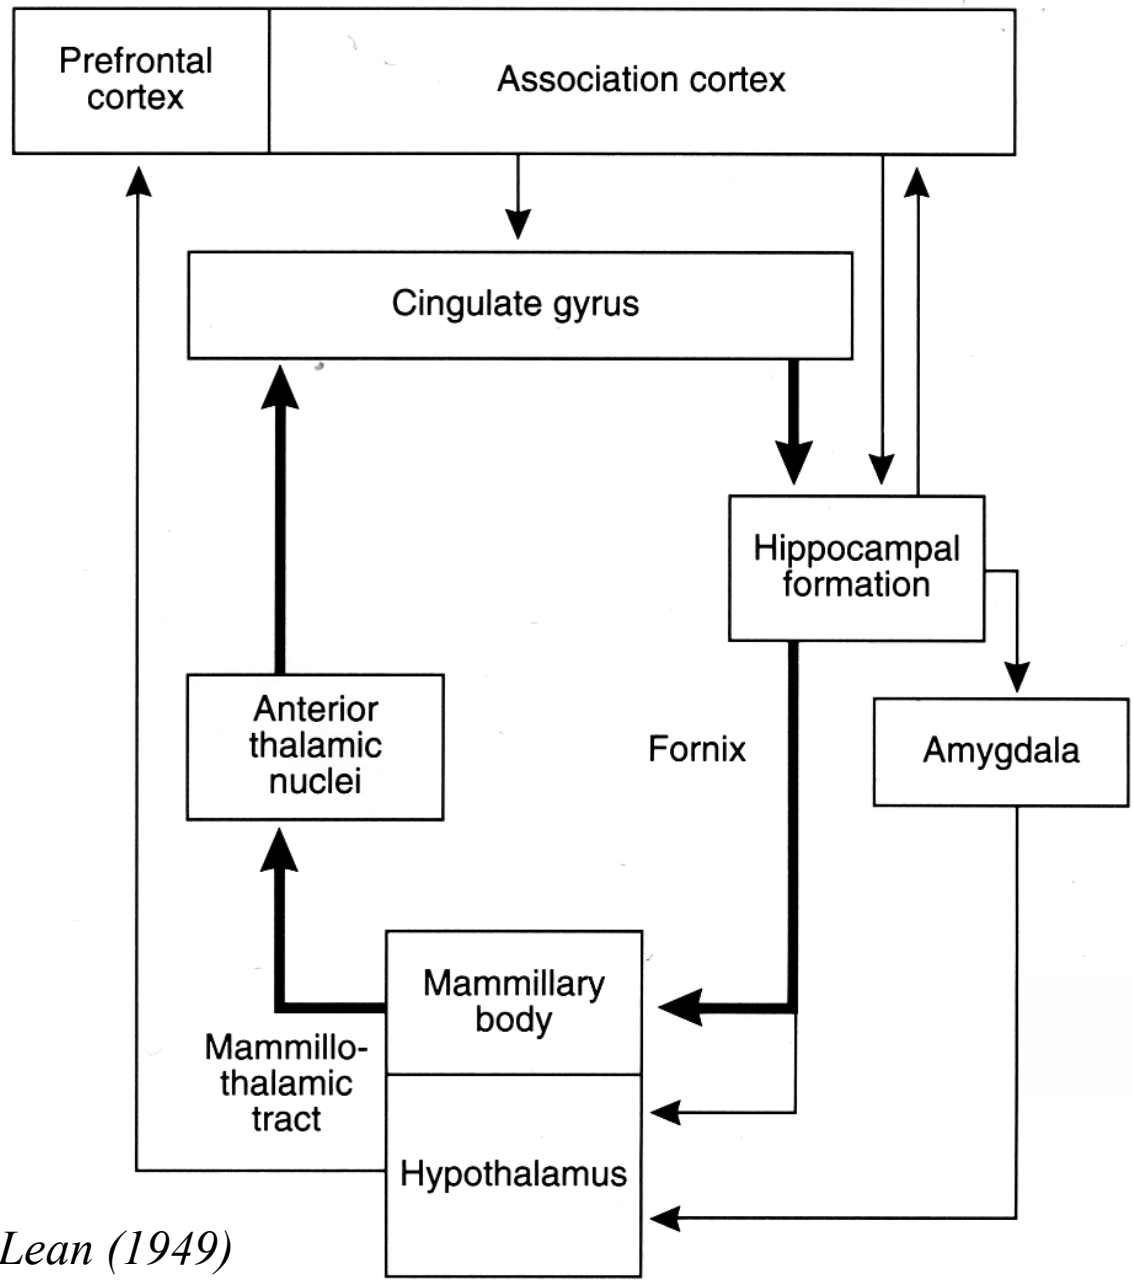 Prefrontal
cortex
Association cortex
Cingulate gyrus
Hippocampal
formation
Anterior
thalamic
nuclei
Fornix
Amygdala
Mammillary
body
Mammillo-
thalamic
tract
Hypothalamus
Lean (1949)